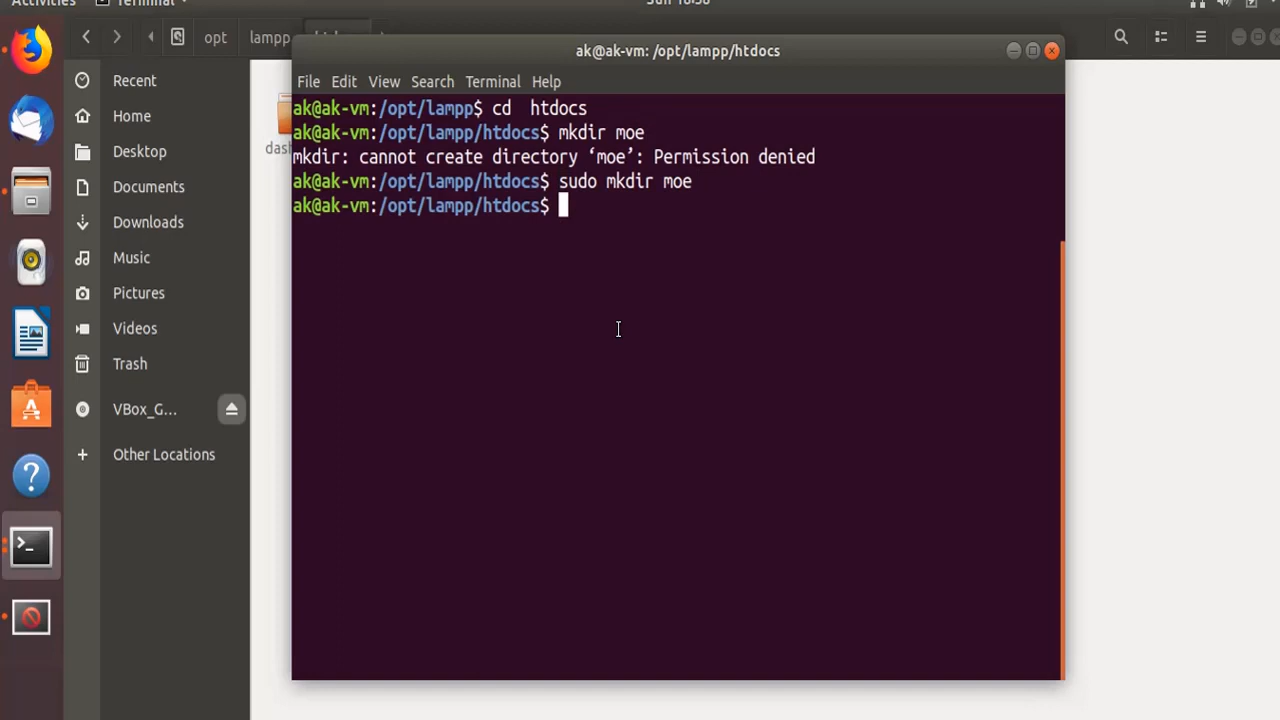 Activities Terminal Sun 18:38
opt lampp
ak@ak-vm: /opt/lampp/htdocs
File Edit View Search Terminal Help
Recent
Home
Desktop
Documents
Downloads
Music
Pictures
Videos
Trash
VBox_G...
Other Locations
ak@ak-vm:/opt/lampp$ cd  htdocs
ak@ak-vm:/opt/lampp/htdocs$ mkdir moe
mkdir: cannot create directory ‘moe’: Permission denied
ak@ak-vm:/opt/lampp/htdocs$ sudo mkdir moe
ak@ak-vm:/opt/lampp/htdocs$